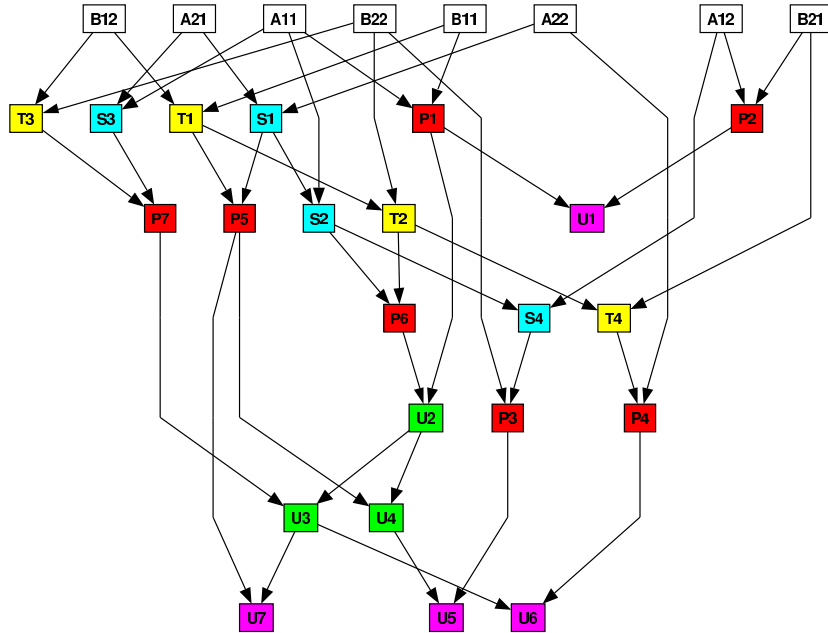 B12 A21 A11 B22 B11 A22 A12 B21
T3 S3 T1 S1 P1 P2
P7 P5 S2 T2 U1
P6 S4 T4
U2 P3 P4
U3 U4
U7 U5 U6